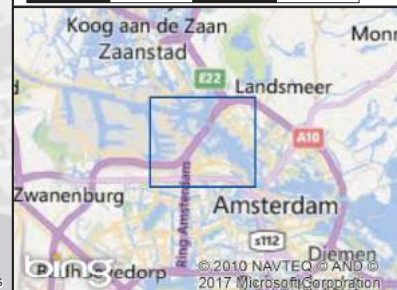 Koog aan de Zaan
Zaanstad
E22
Landsmeer
A10
Zwanenburg
Ring Amsterdam
Amsterdam
s112
Diemen
bing
© 2010 NAVTEQ © AND ©
2017 Microsoft Corporation